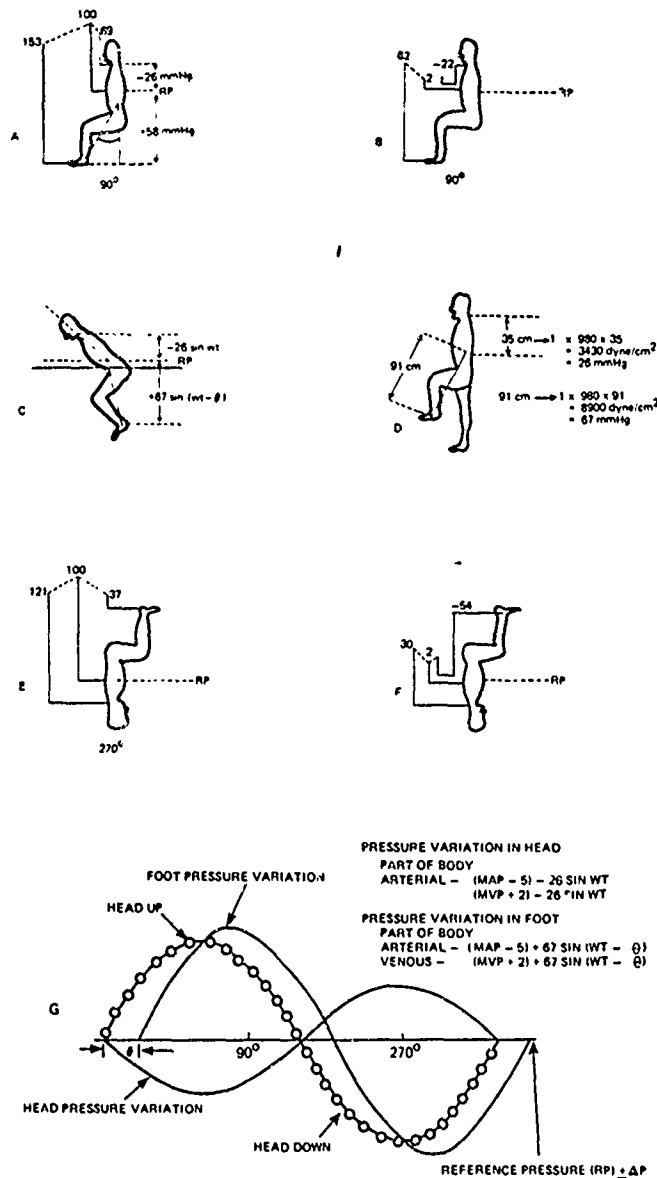 100
153
69
−26 mmHg
RP
+58 mmHg
A
90°
62
2
−22
RP
B
90°
−26 sin wt
RP
+67 sin (wt − θ)
C
35 cm → 1 x 980 x 35
= 3430 dyne/cm2
= 26 mmHg
91 cm
91 cm → 1 x 980 x 91
= 8900 dyne/cm2
= 67 mmHg
D
100
121
37
RP
E
270°
−54
30
2
RP
F
PRESSURE VARIATION IN HEAD
PART OF BODY
ARTERIAL − (MAP − 5) − 26 SIN WT
(MVP + 2) − 26 SIN WT
PRESSURE VARIATION IN FOOT
PART OF BODY
ARTERIAL − (MAP − 5) + 67 SIN (WT − θ)
VENOUS − (MVP + 2) + 67 SIN (WT − θ)
FOOT PRESSURE VARIATION
HEAD UP
G
θ
90°
270°
HEAD PRESSURE VARIATION
HEAD DOWN
REFERENCE PRESSURE (RP) ± ΔP